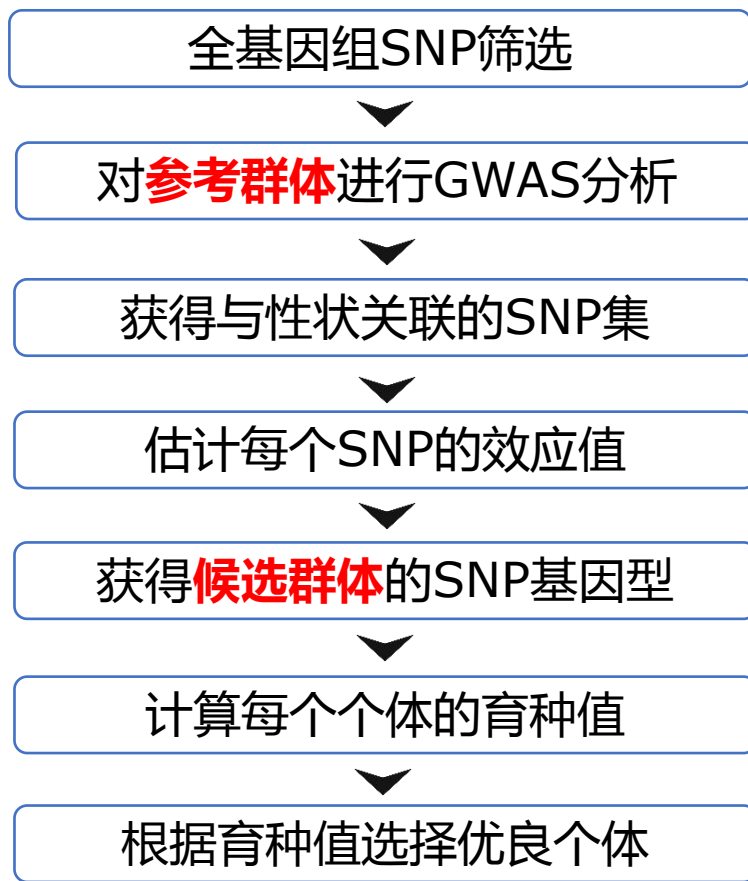 全基因组SNP筛选
对参考群体进行GWAS分析
获得与性状关联的SNP集
估计每个SNP的效应值
获得候选群体的SNP基因型
计算每个个体的育种值
根据育种值选择优良个体